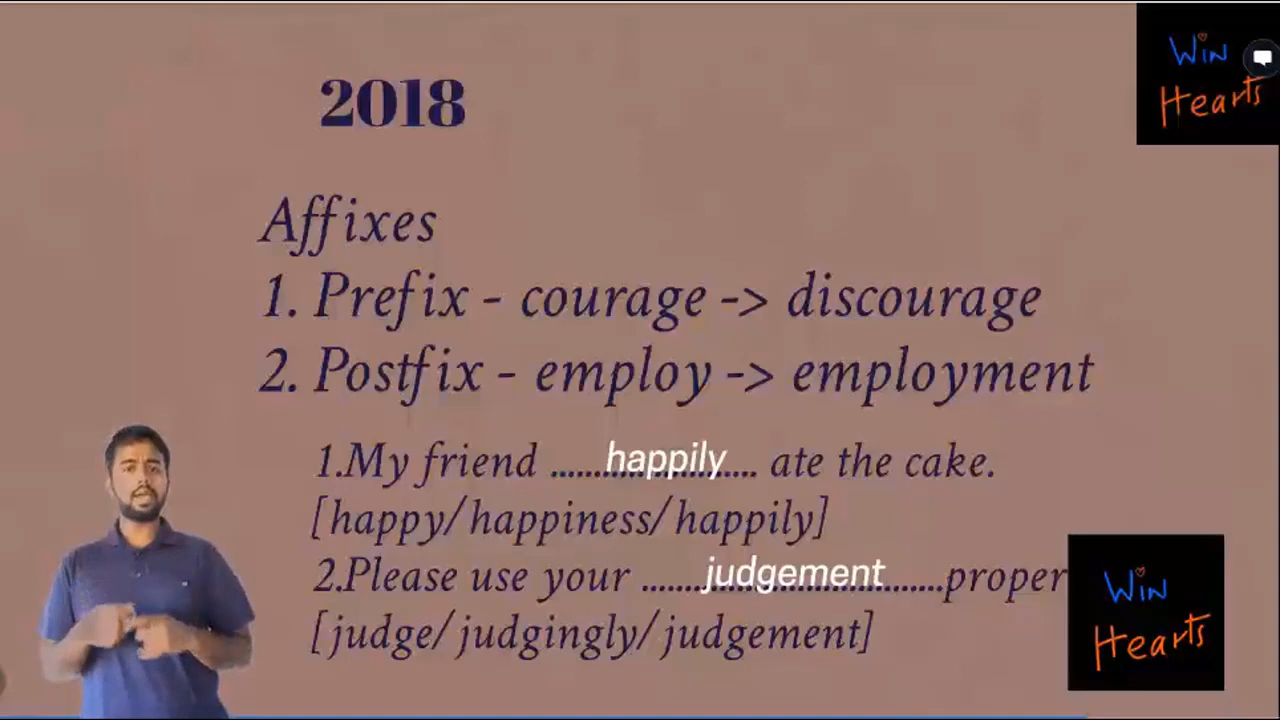 Win
Hearts
2018
Affixes
1. Prefix - courage -> discourage
2. Postfix - employ -> employment
1.My friend ......happily.... ate the cake.
[happy/happiness/happily]
2.Please use your .......judgement......proper
[judge/judgingly/judgement]
Win
Hearts